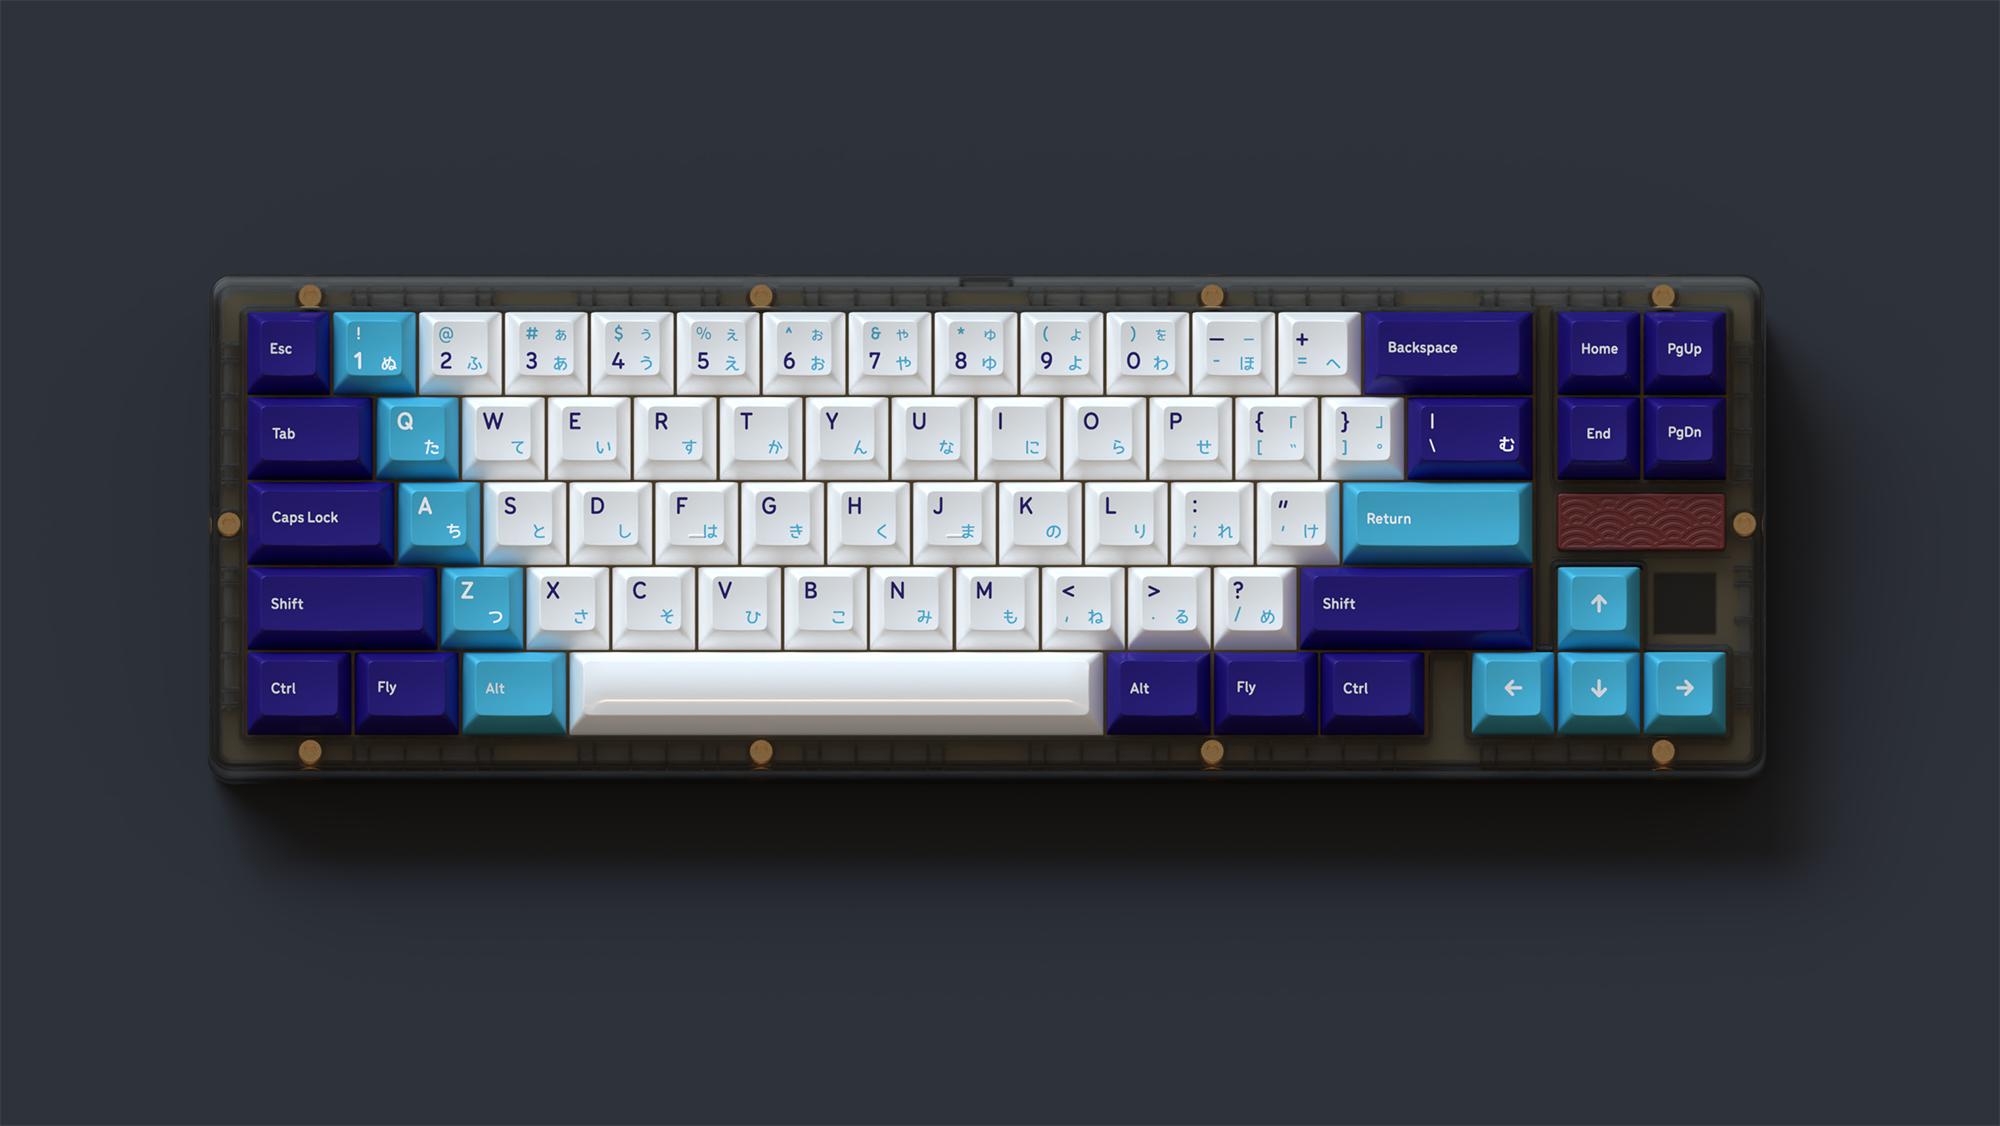 Esc ! 1 ぬ @ 2 ふ # ぁ 3 あ $ ぅ 4 う % ぇ 5 え ^ ぉ 6 お & ゃ 7 や * ゅ 8 ゆ ( ょ 9 よ ) を 0 わ — – - ほ + = へ Backspace Home PgUp
Tab Q た W て E い R す T か Y ん U な I に O ら P せ { 「 [ ゛ } 」 ] ゜ | \ む End PgDn
Caps Lock A ち S と D し F は G き H く J ま K の L り : ; れ " ' け Return
Shift Z つ X さ C そ V ひ B こ N み M も < , ね > . る ? / め Shift ↑
Ctrl Fly Alt Alt Fly Ctrl ← ↓ →